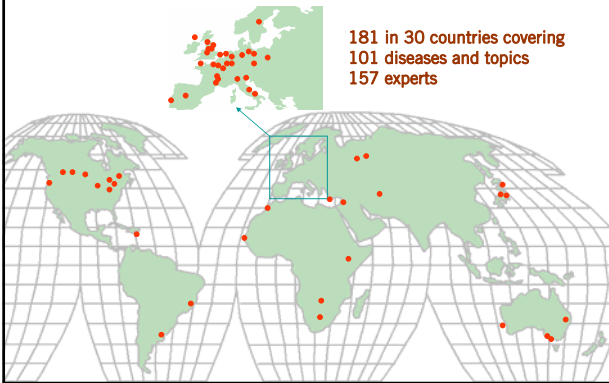 181 in 30 countries covering
101 diseases and topics
157 experts